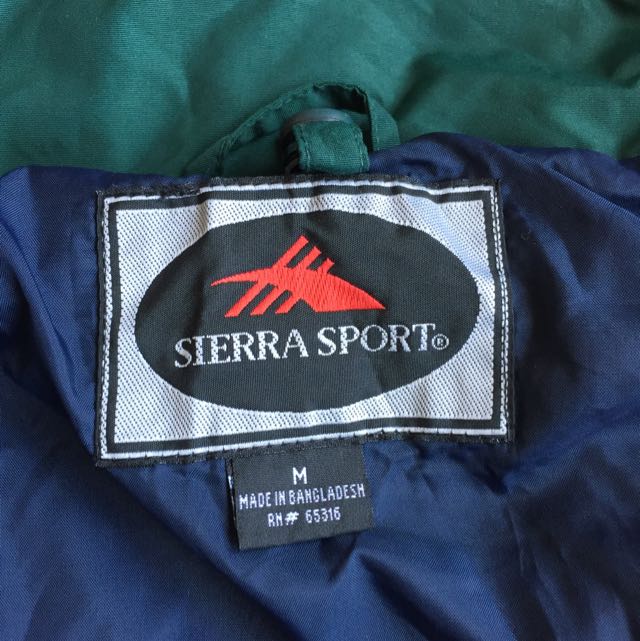 SIERRA SPORT®
M
MADE IN BANGLADESH
RN# 65316